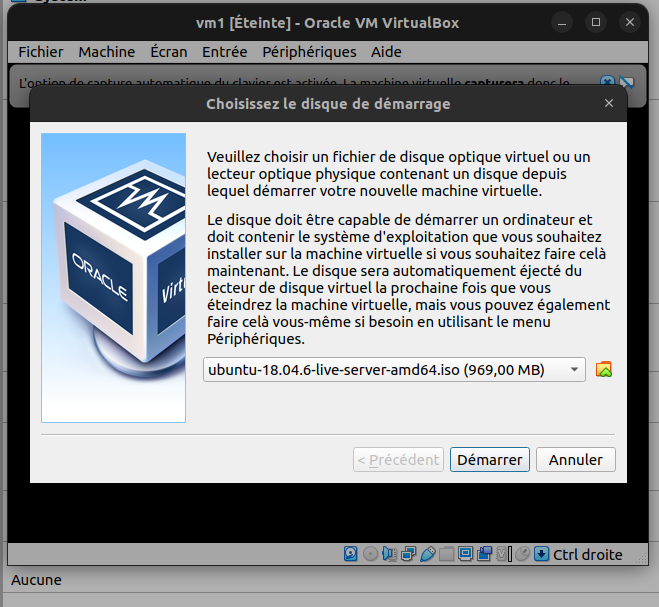 System
vm1 [Éteinte] - Oracle VM VirtualBox
Fichier Machine Écran Entrée Périphériques Aide
L'option de capture automatique du clavier est activée. La machine virtuelle capturera donc le
Choisissez le disque de démarrage
Veuillez choisir un fichier de disque optique virtuel ou un
lecteur optique physique contenant un disque depuis
lequel démarrer votre nouvelle machine virtuelle.
Le disque doit être capable de démarrer un ordinateur et
doit contenir le système d'exploitation que vous souhaitez
installer sur la machine virtuelle si vous souhaitez faire celà
maintenant. Le disque sera automatiquement éjecté du
lecteur de disque virtuel la prochaine fois que vous
éteindrez la machine virtuelle, mais vous pouvez également
faire celà vous-même si besoin en utilisant le menu
Périphériques.
ORACLE
Virtu
ubuntu-18.04.6-live-server-amd64.iso (969,00 MB)
< Précédent Démarrer Annuler
Ctrl droite
Aucune